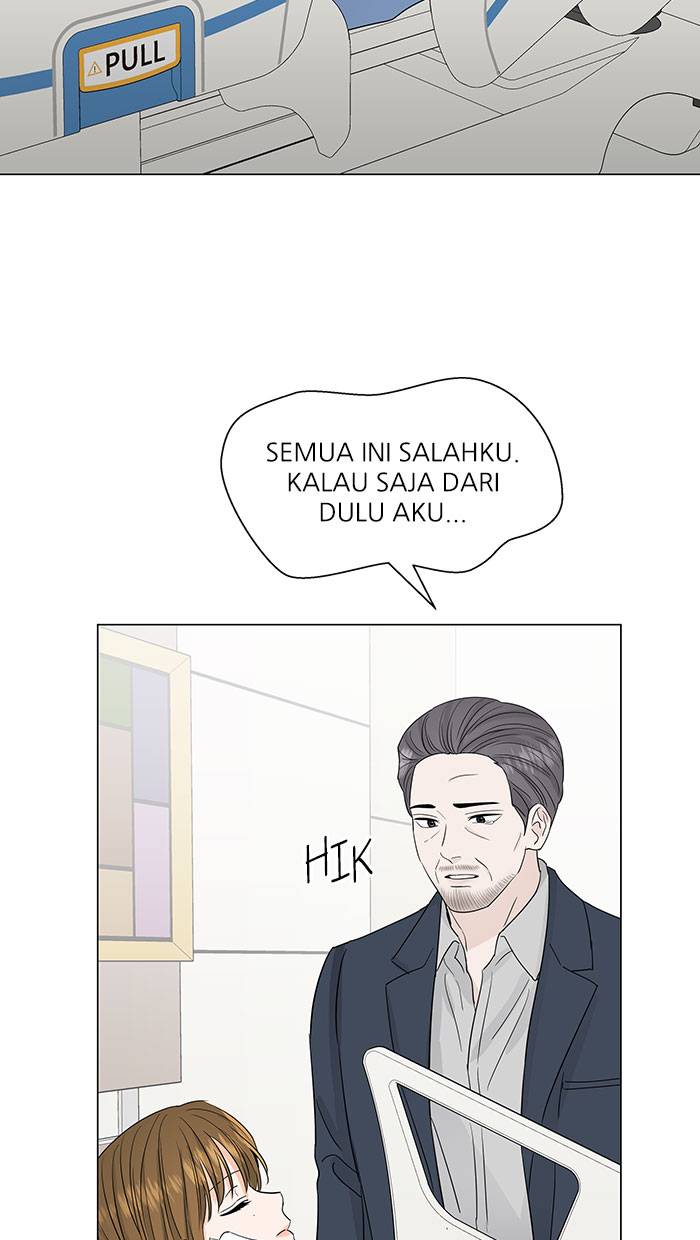 ⚠PULL
SEMUA INI SALAHKU.
KALAU SAJA DARI
DULU AKU...
HIK